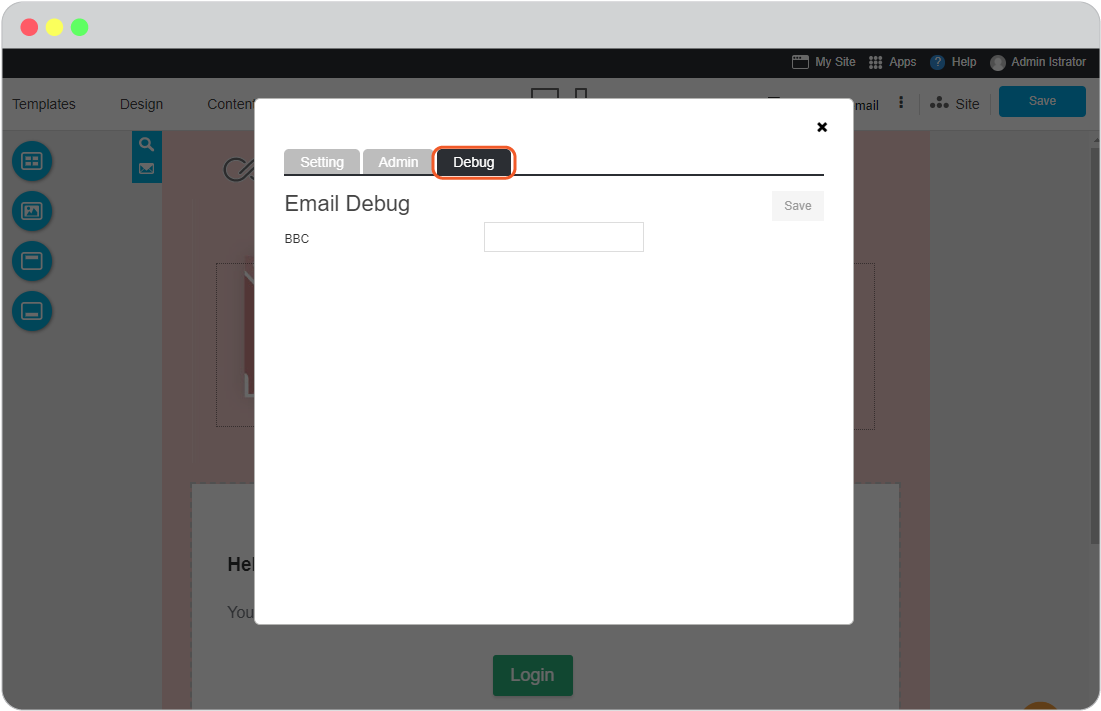 My Site Apps ? Help Admin Istrator
Templates Design Content mail Site Save
Setting Admin Debug
Email Debug Save
BBC
Hel
You
Login